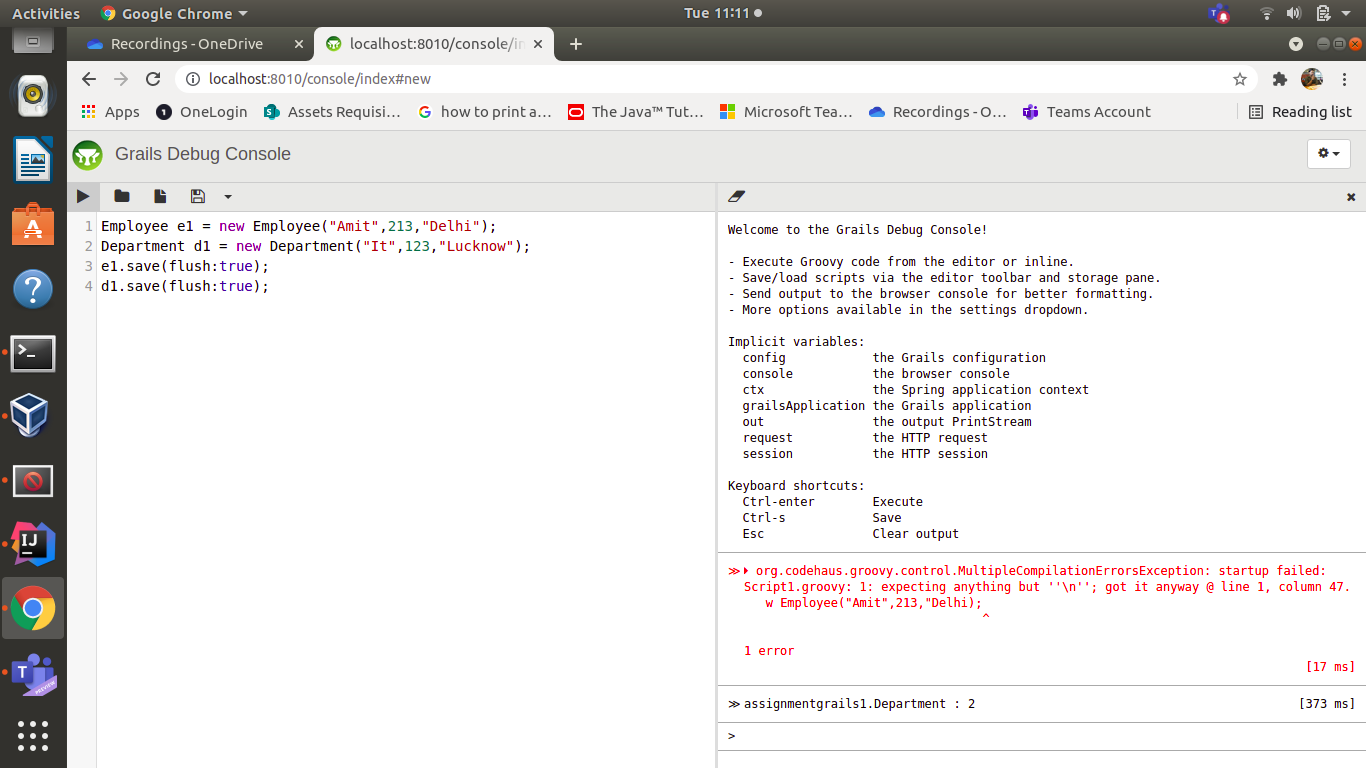 Activities Google Chrome Tue 11:11
Recordings - OneDrive localhost:8010/console/in
localhost:8010/console/index#new
Apps OneLogin Assets Requisi... how to print a... The Java™ Tut... Microsoft Tea... Recordings - O... Teams Account Reading list
Grails Debug Console
1 Employee e1 = new Employee("Amit",213,"Delhi");
2 Department d1 = new Department("It",123,"Lucknow");
3 e1.save(flush:true);
4 d1.save(flush:true);
Welcome to the Grails Debug Console!
- Execute Groovy code from the editor or inline.
- Save/load scripts via the editor toolbar and storage pane.
- Send output to the browser console for better formatting.
- More options available in the settings dropdown.
Implicit variables:
config the Grails configuration
console the browser console
ctx the Spring application context
grailsApplication the Grails application
out the output PrintStream
request the HTTP request
session the HTTP session
Keyboard shortcuts:
Ctrl-enter Execute
Ctrl-s Save
Esc Clear output
org.codehaus.groovy.control.MultipleCompilationErrorsException: startup failed:
Script1.groovy: 1: expecting anything but ''\n''; got it anyway @ line 1, column 47.
w Employee("Amit",213,"Delhi);
^
1 error
[17 ms]
assignmentgrails1.Department : 2 [373 ms]
>
IJ
T
PREVIEW